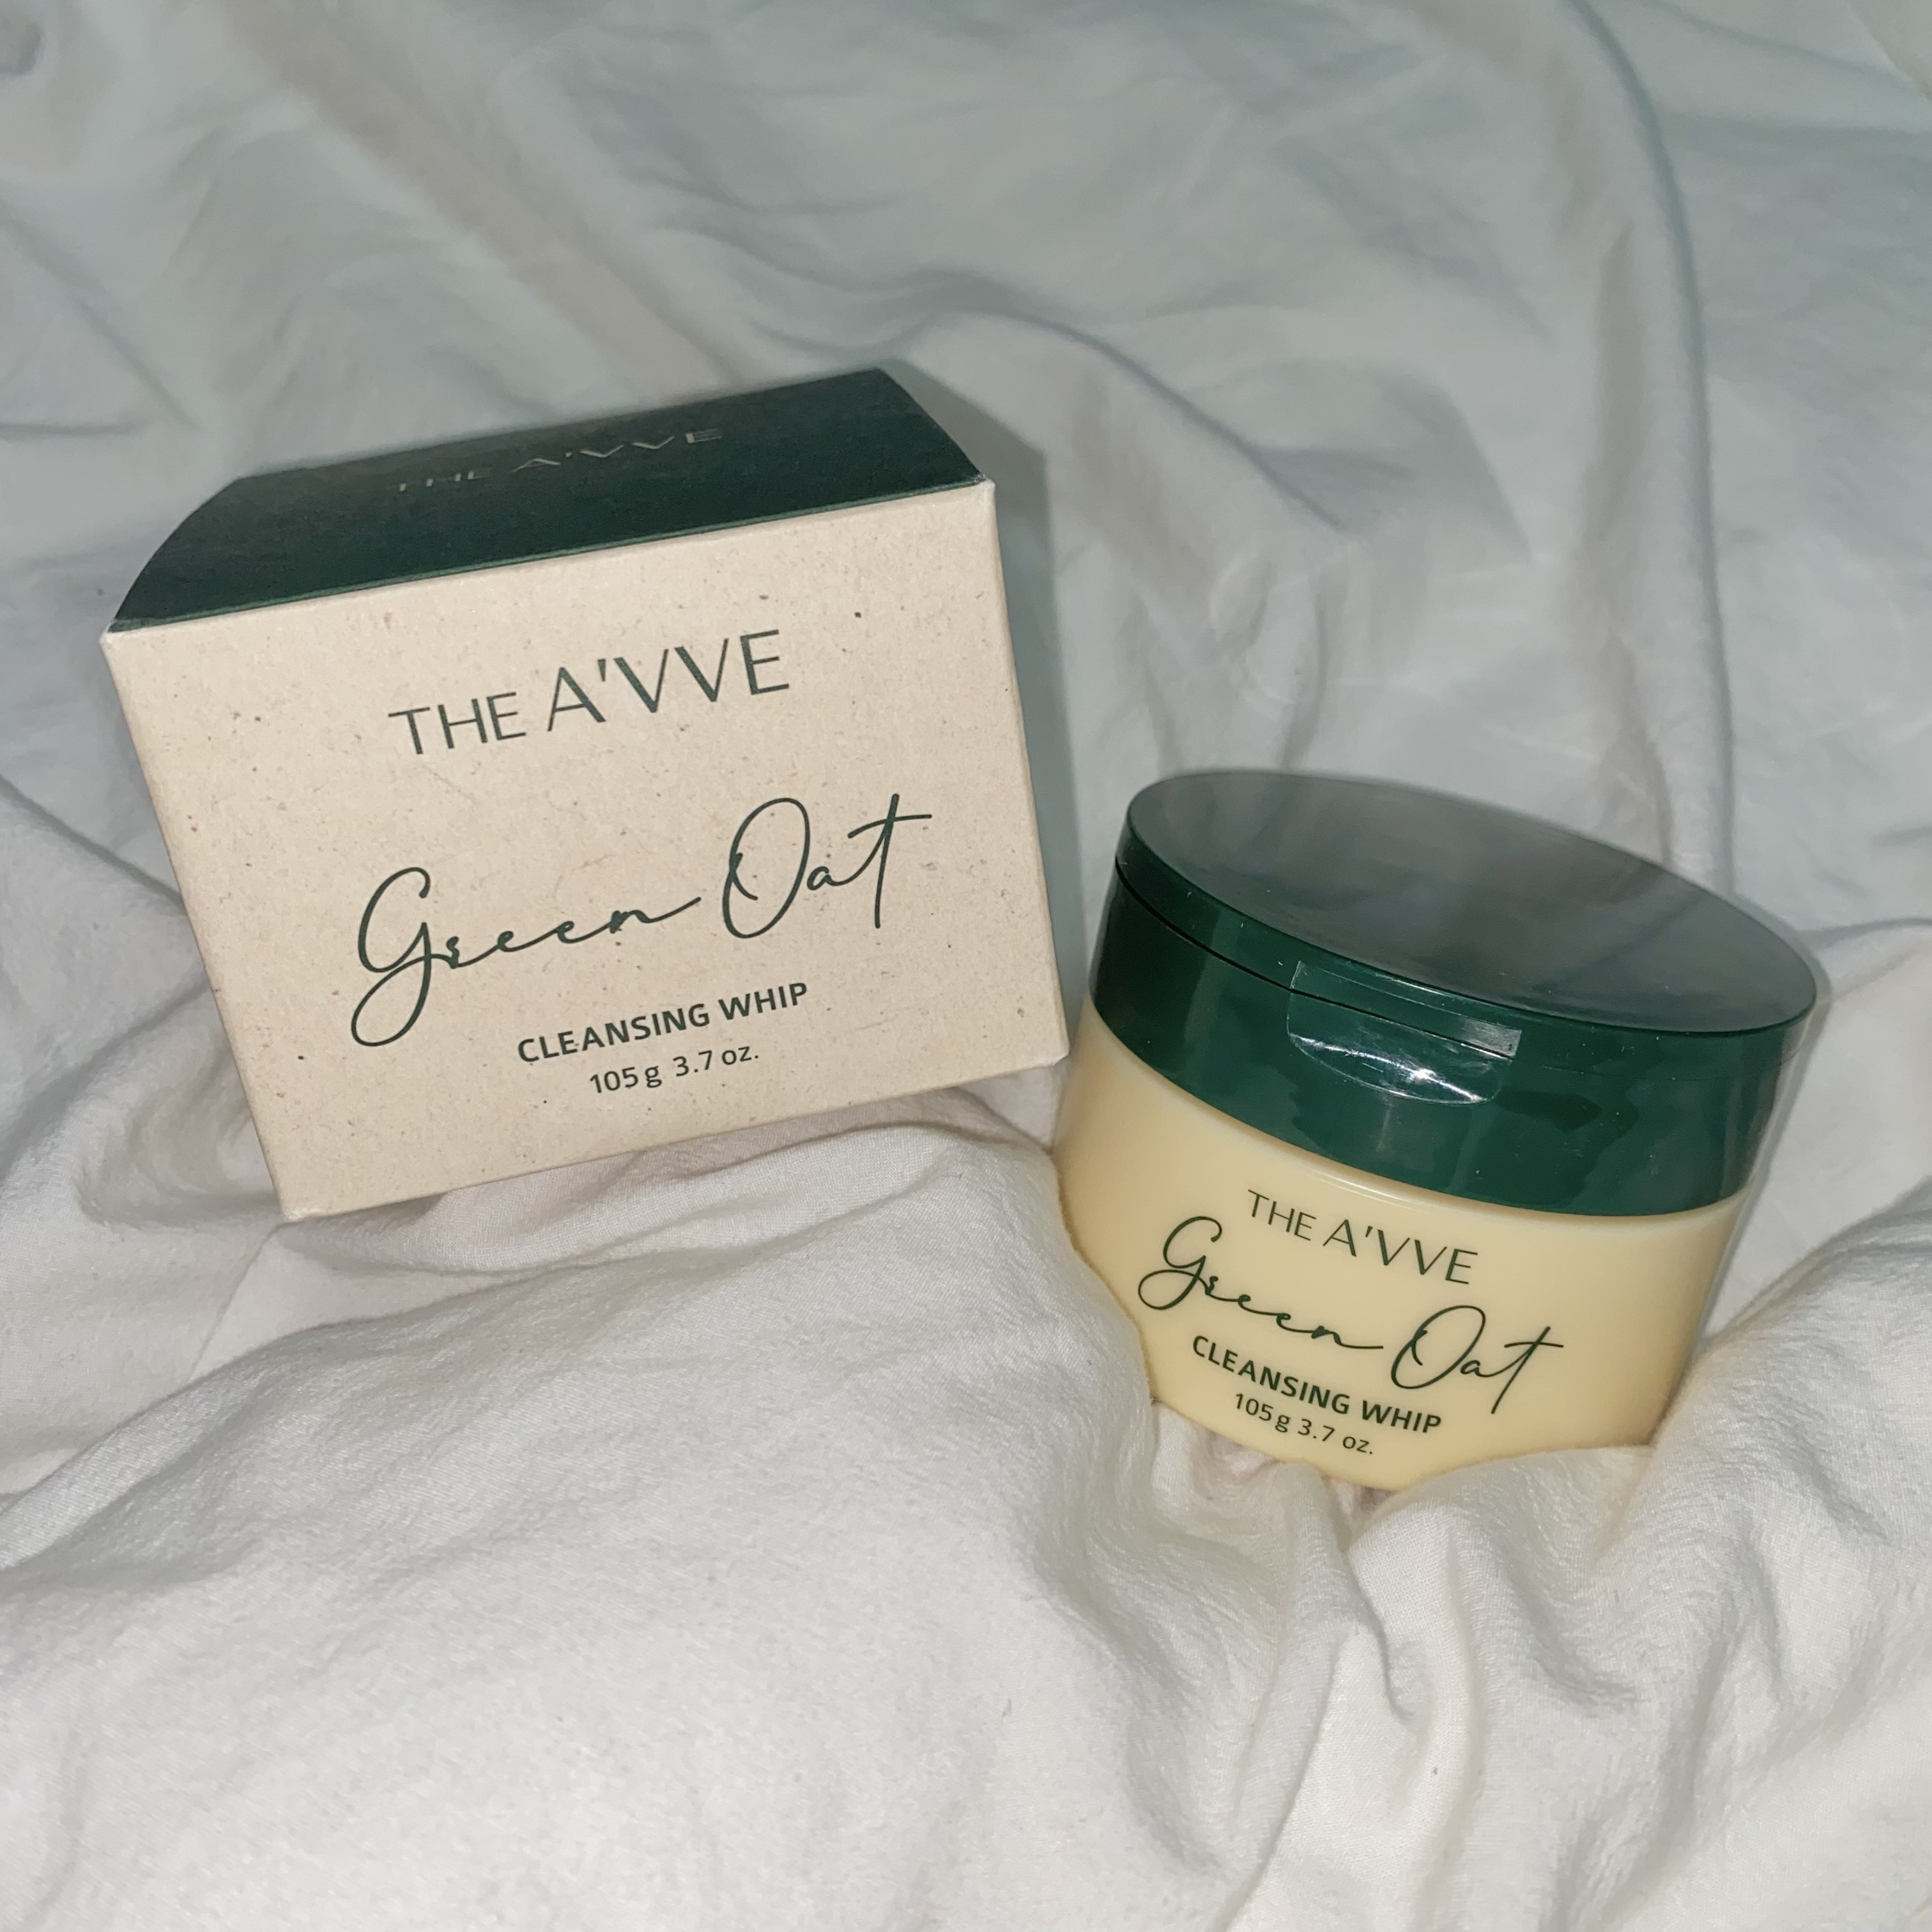 THE A'VVE
THE A'VVE
Green Oat
CLEANSING WHIP
105g 3.7 oz.
THE A'VVE
Green Oat
CLEANSING WHIP
105g 3.7 oz.